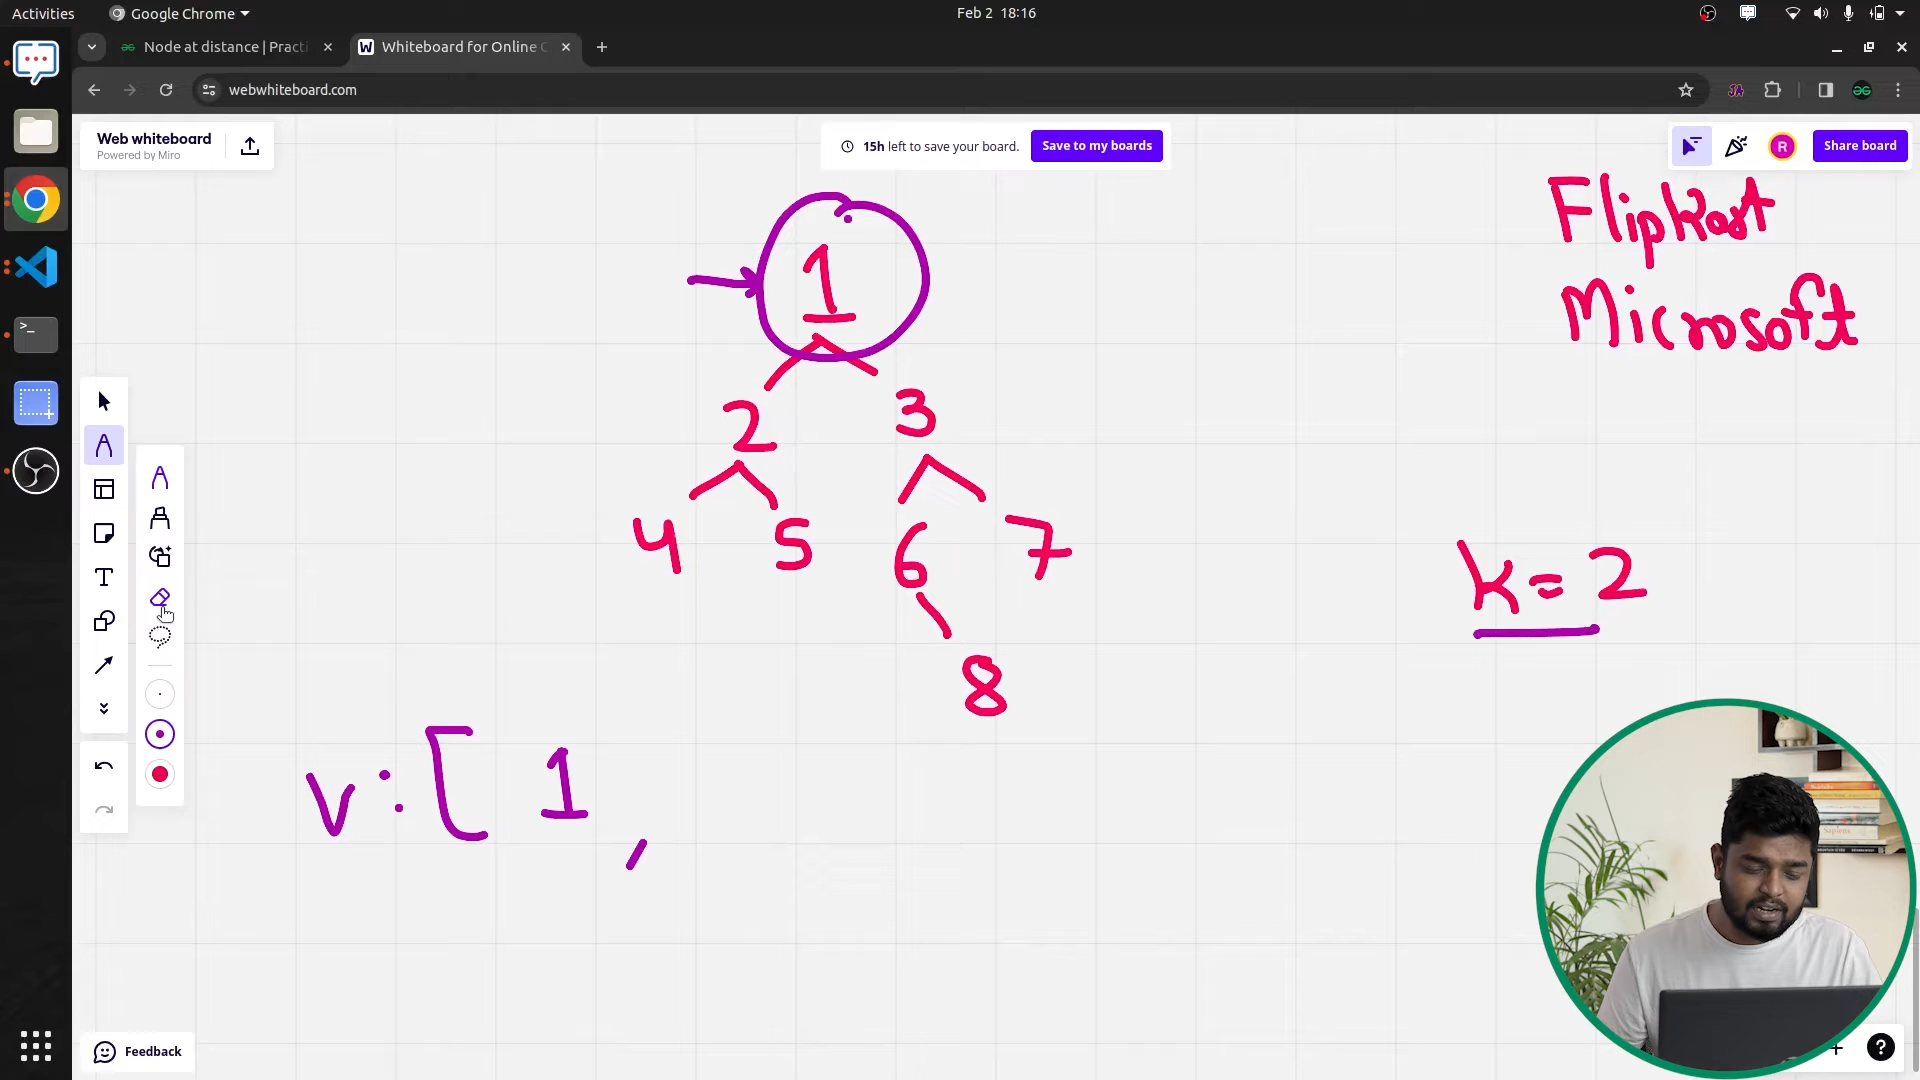 Activities
Google Chrome
Feb 2 18:16
Node at distance | Practi
Whiteboard for Online C
webwhiteboard.com
Web whiteboard
Powered by Miro
15h left to save your board.
Save to my boards
R
Share board
Flipkart
Microsoft
1
2
3
4
5
6
7
8
k = 2
v : [ 1 ,
Feedback
?